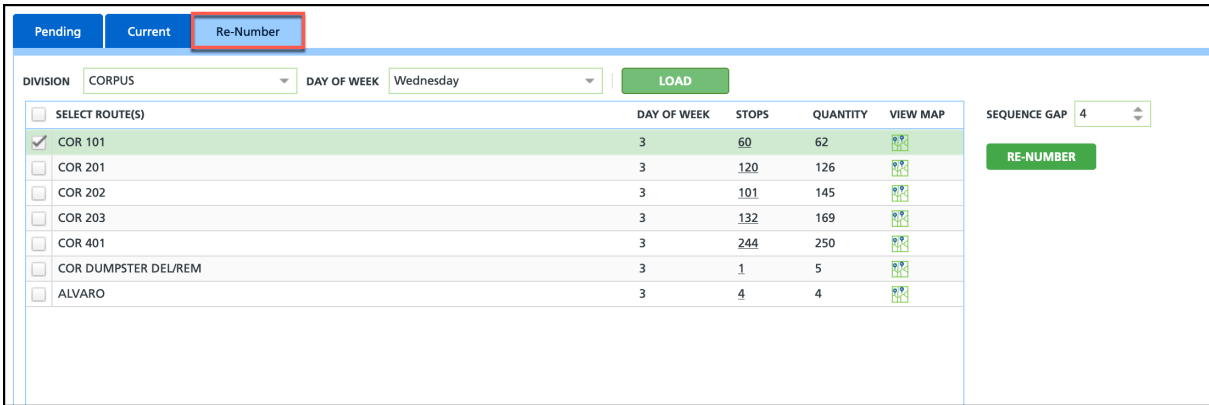 Pending Current Re-Number
DIVISION CORPUS DAY OF WEEK Wednesday LOAD
SELECT ROUTE(S) DAY OF WEEK STOPS QUANTITY VIEW MAP SEQUENCE GAP 4
COR 101 3 60 62
RE-NUMBER
COR 201 3 120 126
COR 202 3 101 145
COR 203 3 132 169
COR 401 3 244 250
COR DUMPSTER DEL/REM 3 1 5
ALVARO 3 4 4